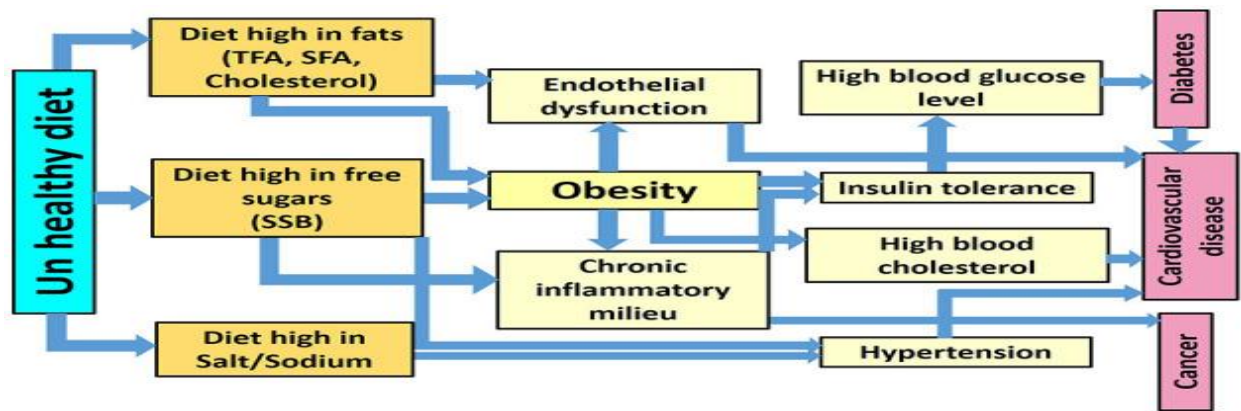 Un healthy diet
Diet high in fats
(TFA, SFA,
Cholesterol)
Diet high in free
sugars
(SSB)
Diet high in
Salt/Sodium
Endothelial
dysfunction
Obesity
Chronic
inflammatory
milieu
High blood glucose
level
Insulin tolerance
High blood
cholesterol
Hypertension
Diabetes
Cardiovascular
disease
Cancer